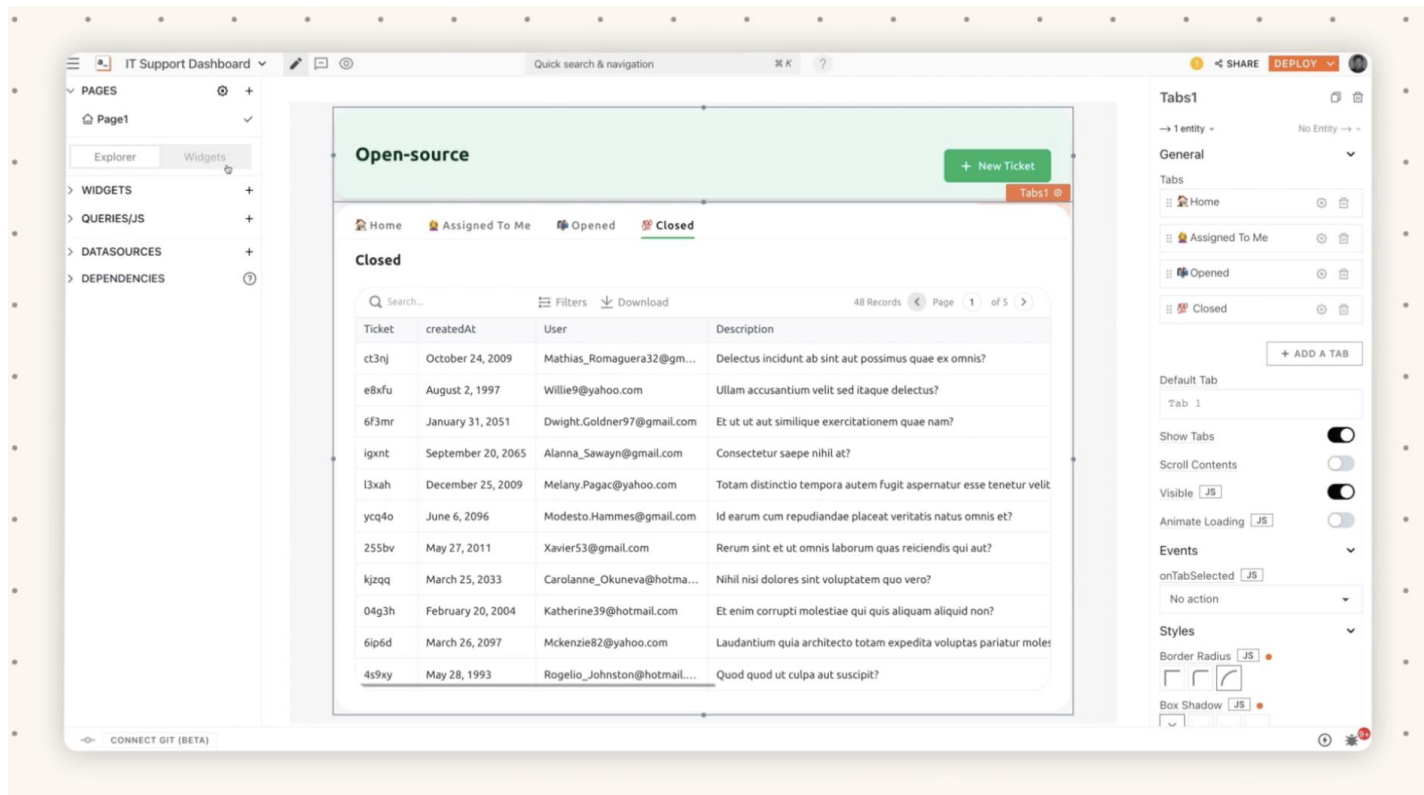 IT Support Dashboard
Quick search & navigation
⌘ K
?
SHARE
DEPLOY
PAGES
Page1
Explorer
Widgets
WIDGETS
QUERIES/JS
DATASOURCES
DEPENDENCIES
?
Open-source
+ New Ticket
Tabs1
Home
Assigned To Me
Opened
💯 Closed
Closed
Search...
Filters
Download
48 Records
Page
1
of 5
Ticket createdAt User Description
ct3nj October 24, 2009 Mathias_Romaguera32@gm... Delectus incidunt ab sint aut possimus quae ex omnis?
e8xfu August 2, 1997 Willie9@yahoo.com Ullam accusantium velit sed itaque delectus?
6f3mr January 31, 2051 Dwight.Goldner97@gmail.com Et ut ut aut similique exercitationem quae nam?
igxnt September 20, 2065 Alanna_Sawayn@gmail.com Consectetur saepe nihil at?
l3xah December 25, 2009 Melany.Pagac@yahoo.com Totam distinctio tempora autem fugit aspernatur esse tenetur velit
ycq4o June 6, 2096 Modesto.Hammes@gmail.com Id earum cum repudiandae placeat veritatis natus omnis et?
255bv May 27, 2011 Xavier53@gmail.com Rerum sint et ut omnis laborum quas reiciendis qui aut?
kjzqq March 25, 2033 Carolanne_Okuneva@hotma... Nihil nisi dolores sint voluptatem quo vero?
04g3h February 20, 2004 Katherine39@hotmail.com Et enim corrupti molestiae qui quis aliquam aliquid non?
6ip6d March 26, 2097 Mckenzie82@yahoo.com Laudantium quia architecto totam expedita voluptas pariatur moles
4s9xy May 28, 1993 Rogelio_Johnston@hotmail.... Quod quod ut culpa aut suscipit?
Tabs1
→ 1 entity
No Entity →
General
Tabs
Home
Assigned To Me
Opened
💯 Closed
+ ADD A TAB
Default Tab
Tab 1
Show Tabs
Scroll Contents
Visible JS
Animate Loading JS
Events
onTabSelected JS
No action
Styles
Border Radius JS
Box Shadow JS
CONNECT GIT (BETA)
9+